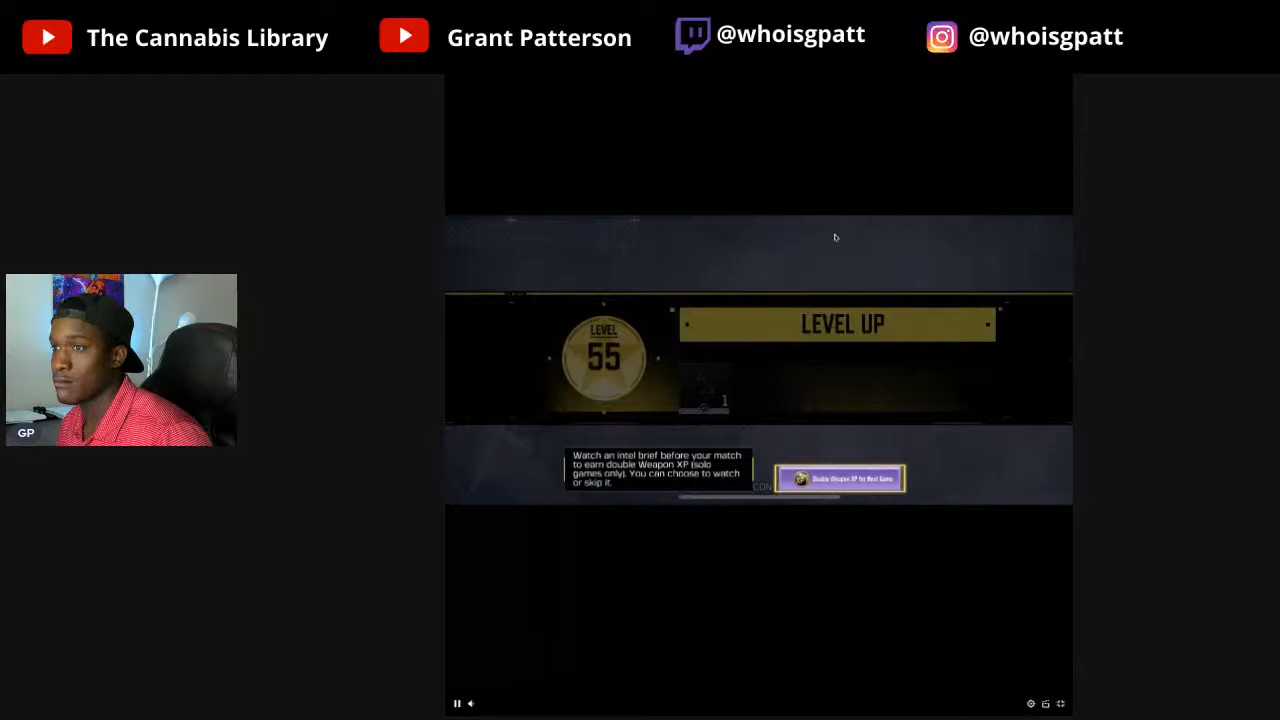 The Cannabis Library
Grant Patterson
@whoisgpatt
@whoisgpatt
LEVEL
55
LEVEL UP
1
Watch an intel brief before your match
to earn double Weapon XP (solo
games only). You can choose to watch
or skip it.
CON
Double Weapon XP for Next Game
GP